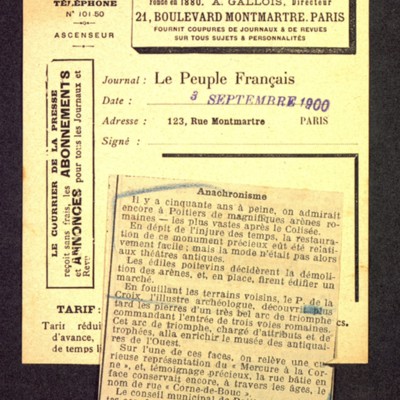 TÉLÉPHONE
N° 101.50
ASCENSEUR
Fondé en 1880. A. GALLOIS, Directeur
21, BOULEVARD MONTMARTRE. PARIS
FOURNIT COUPURES DE JOURNAUX & DE REVUES
SUR TOUS SUJETS & PERSONNALITÉS
LE COURRIER DE LA PRESSE
reçoit sans frais, les ABONNEMENTS
et ANNONCES pour tous les Journaux et
Journal : Le Peuple Français
Date : 3 SEPTEMBRE 1900
Adresse : 123, Rue Montmartre PARIS
Signé :
TARIF
Tarif rédui
d'avance,
de temps li
Anachronisme
Il y a cinquante ans à peine, on admirait
encore à Poitiers de magnifiques arènes ro-
maines — les plus vastes après le Colisée.
En dépit de l'injure des temps, la restaura-
tion de ce monument précieux eût été relati-
vement facile; mais la mode n'était pas alors
aux théâtres antiques.
Les édiles poitevins décidèrent la démoli-
tion des arènes, et, en place, firent édifier un
marché.
En fouillant les terrains voisins, le P. de la
Croix, l'illustre archéologue, découvrit plus
tard les pierres d'un très bel arc de triomphe
commandant l'entrée de trois voies romaines.
Cet arc de triomphe, chargé d'attributs et de
trophées, alla enrichir le musée des antiquai-
res de l'Ouest.
Sur l'une de ces faces, on relève une cu-
rieuse représentation du « Mercure à la Cor-
ne », et, témoignage précieux, la rue bâtie en
face conservait encore, à travers les âges, le
nom de rue « Corne-de-Bouc ».
Le conseil municipal de